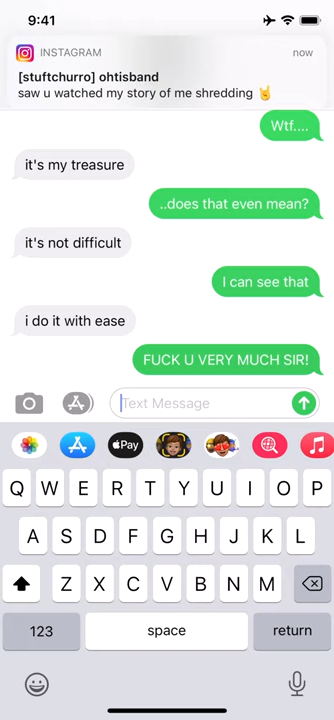 9:41
INSTAGRAM
now
[stuftchurro] ohtisband
saw u watched my story of me shredding 🤘
Wtf....
it's my treasure
..does that even mean?
it's not difficult
I can see that
i do it with ease
FUCK U VERY MUCH SIR!
Text Message
Pay
Q W E R T Y U I O P
A S D F G H J K L
Z X C V B N M
123 space return